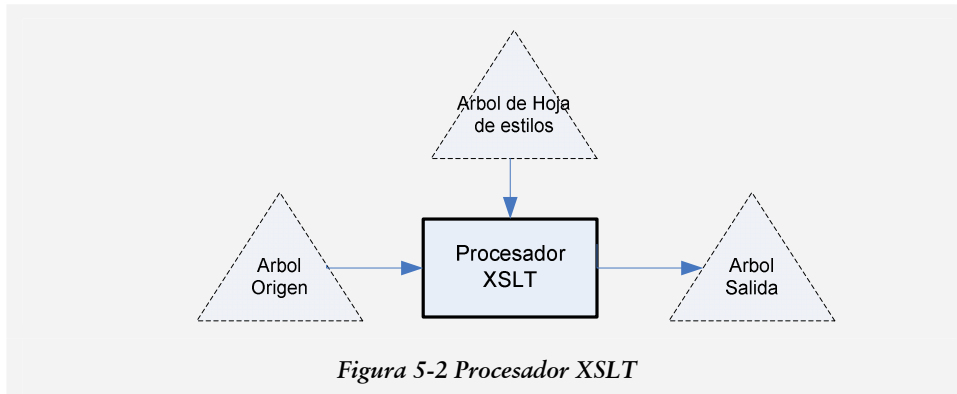 Arbol de Hoja
de estilos
Arbol
Origen
Procesador
XSLT
Arbol
Salida
Figura 5-2 Procesador XSLT